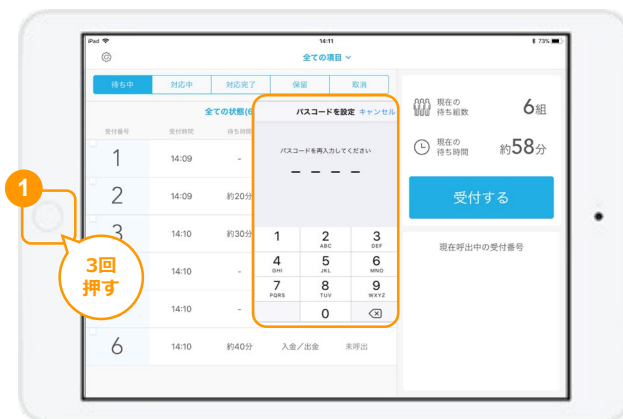 iPad 14:11 73%
全ての項目
待ち中 対応中 対応完了 保留 取消
全ての状態(6
受付番号 受付時間 待ち時間
1 14:09 -
2 14:09 約20分
3 14:10 約30分
14:10 -
14:10 -
6 14:10 約40分 入金／出金 未呼出
パスコードを設定 キャンセル
パスコードを再入力してください
1 2 3
ABC DEF
4 5 6
GHI JKL MNO
7 8 9
PQRS TUV WXYZ
0
現在の
待ち組数 6組
現在の
待ち時間 約58分
受付する
現在呼出中の受付番号
1
3回
押す